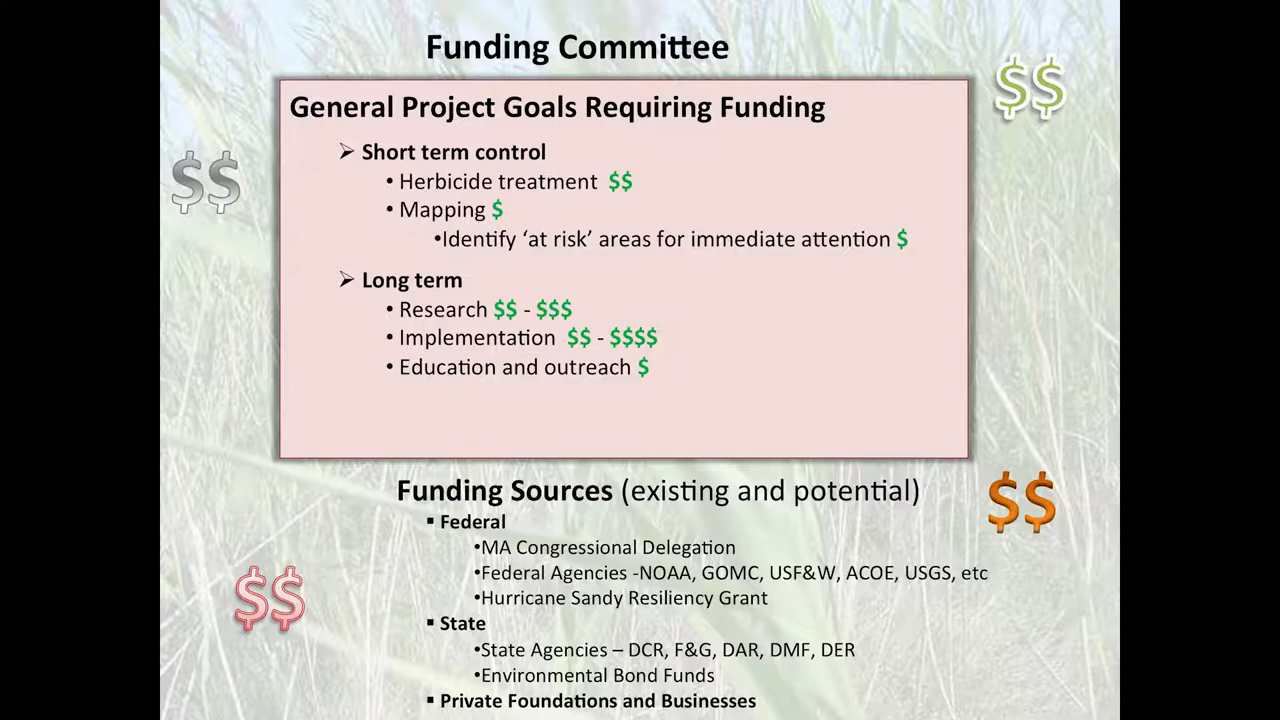 Funding Committee
$$
General Project Goals Requiring Funding
➢ Short term control
• Herbicide treatment $$
$$
• Mapping $
•Identify ‘at risk’ areas for immediate attention $
➢ Long term
• Research $$ - $$$
• Implementation $$ - $$$$
• Education and outreach $
Funding Sources (existing and potential)
$$
▪ Federal
•MA Congressional Delegation
•Federal Agencies -NOAA, GOMC, USF&W, ACOE, USGS, etc
$$
•Hurricane Sandy Resiliency Grant
▪ State
•State Agencies – DCR, F&G, DAR, DMF, DER
•Environmental Bond Funds
▪ Private Foundations and Businesses